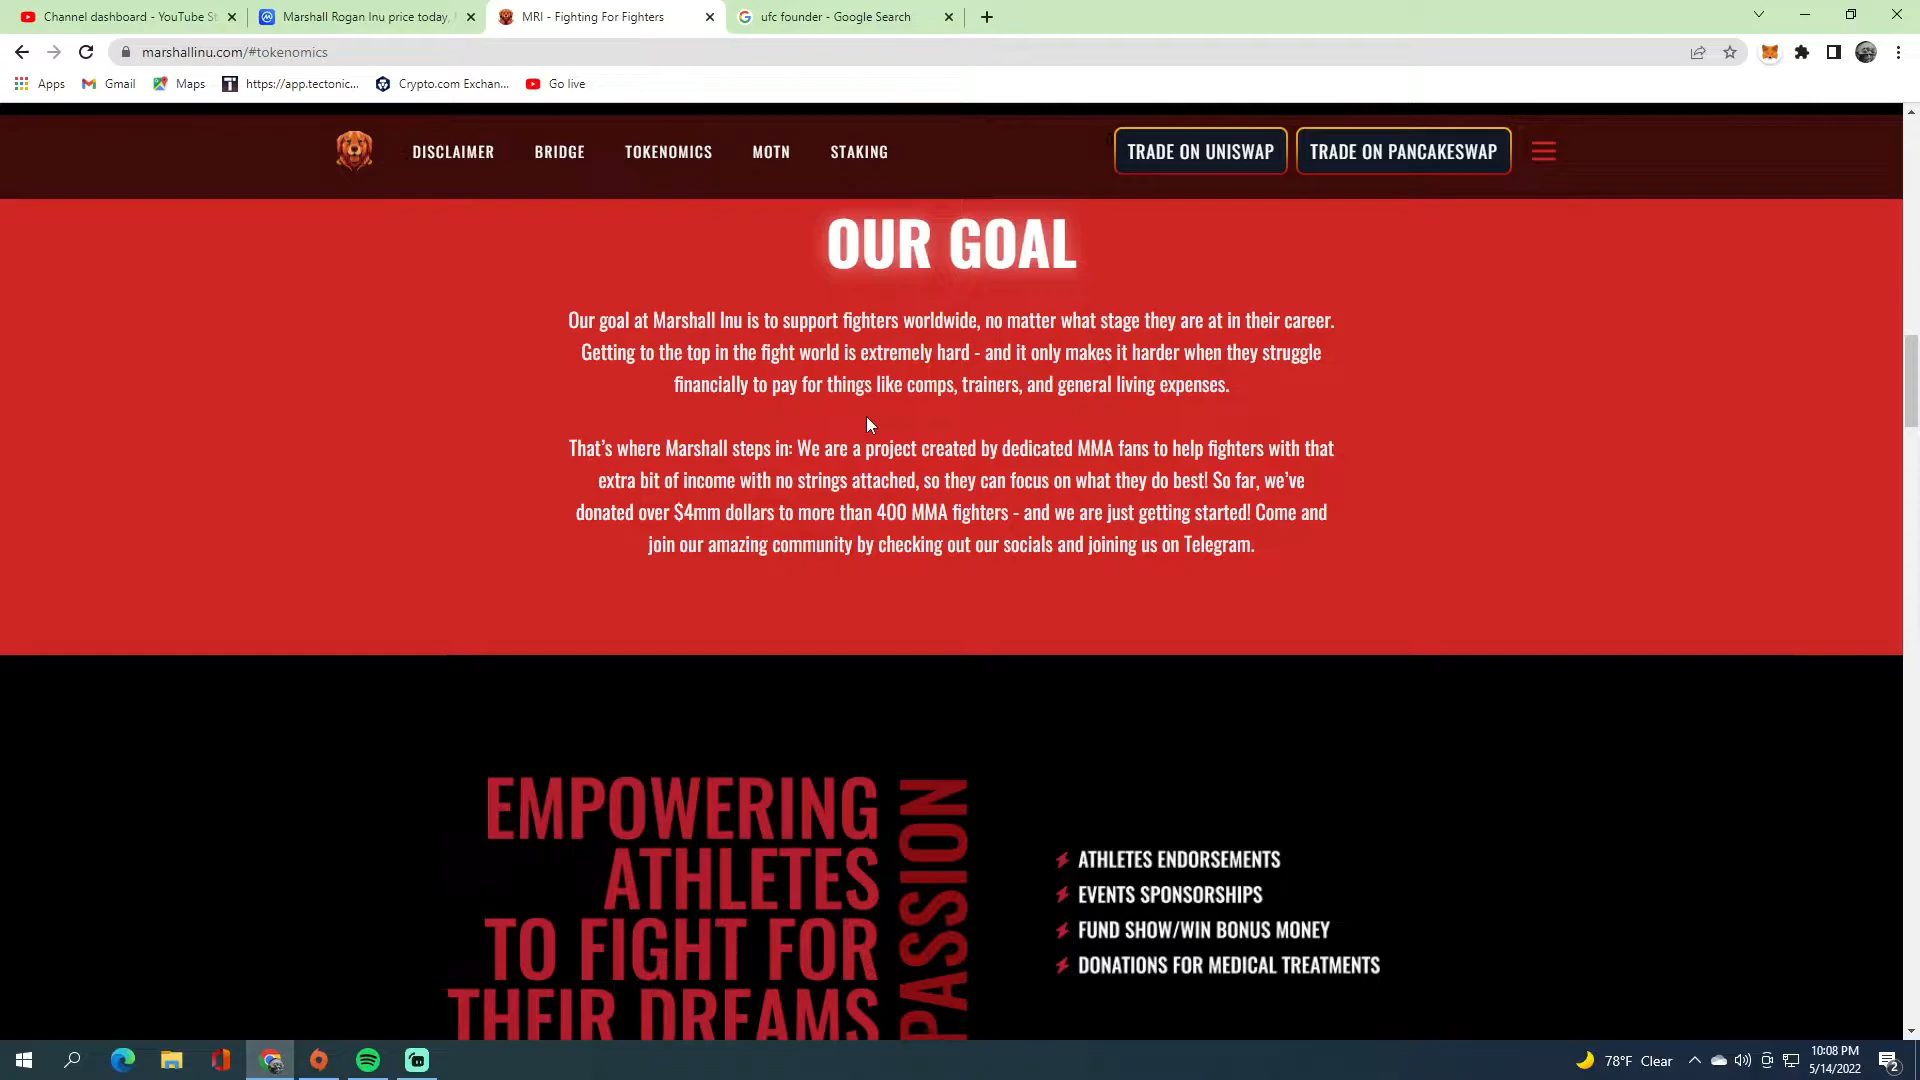 Channel dashboard - YouTube St
Marshall Rogan Inu price today,
MRI - Fighting For Fighters
ufc founder - Google Search
marshallinu.com/#tokenomics
Apps
Gmail
Maps
https://app.tectonic...
Crypto.com Exchan...
Go live
DISCLAIMER
BRIDGE
TOKENOMICS
MOTN
STAKING
TRADE ON UNISWAP
TRADE ON PANCAKESWAP
OUR GOAL
Our goal at Marshall Inu is to support fighters worldwide, no matter what stage they are at in their career.
Getting to the top in the fight world is extremely hard - and it only makes it harder when they struggle
financially to pay for things like comps, trainers, and general living expenses.
That's where Marshall steps in: We are a project created by dedicated MMA fans to help fighters with that
extra bit of income with no strings attached, so they can focus on what they do best! So far, we've
donated over $4mm dollars to more than 400 MMA fighters - and we are just getting started! Come and
join our amazing community by checking out our socials and joining us on Telegram.
EMPOWERING
ATHLETES
TO FIGHT FOR
THEIR DREAMS
PASSION
ATHLETES ENDORSEMENTS
EVENTS SPONSORSHIPS
FUND SHOW/WIN BONUS MONEY
DONATIONS FOR MEDICAL TREATMENTS
78°F Clear
10:08 PM
5/14/2022
2